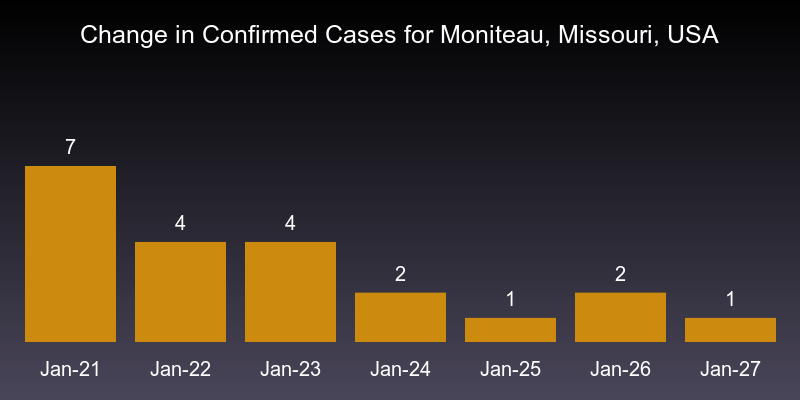 Change in Confirmed Cases for Moniteau, Missouri, USA
7
4
4
2
1
2
1
Jan-21
Jan-22
Jan-23
Jan-24
Jan-25
Jan-26
Jan-27